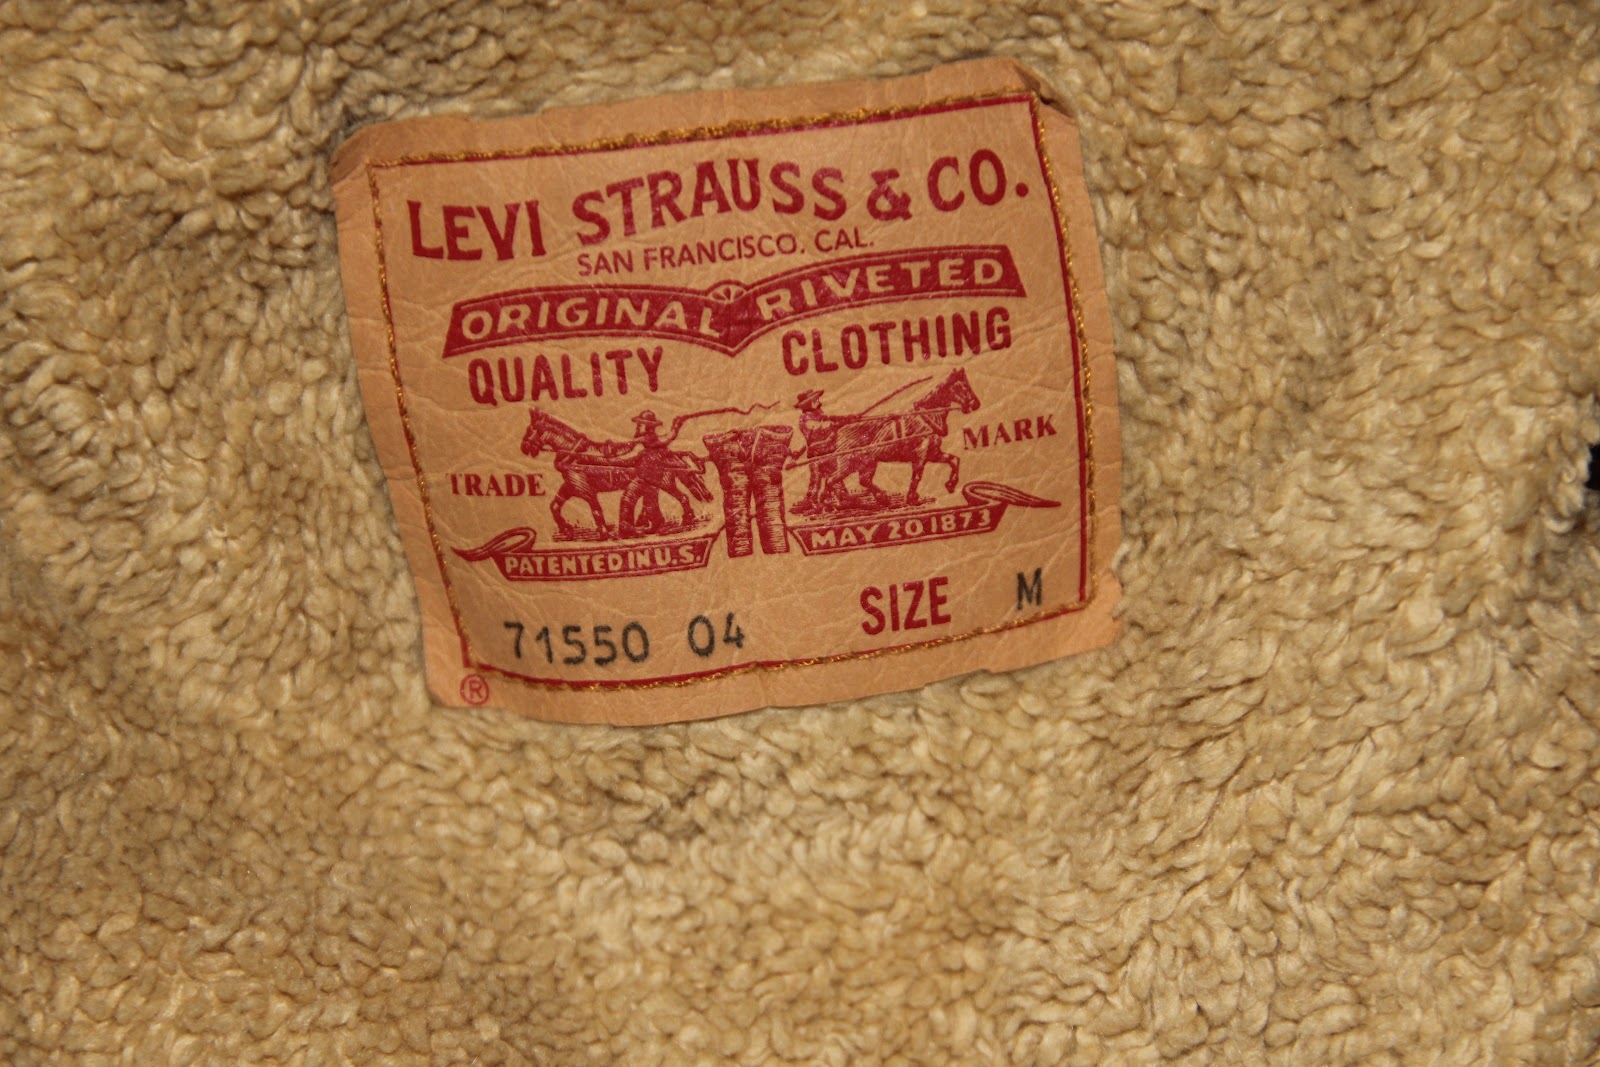 LEVI STRAUSS & CO.
SAN FRANCISCO. CAL.
ORIGINAL RIVETED
QUALITY CLOTHING
TRADE MARK
PATENTED IN U.S. MAY 20 1873
71550 04 SIZE M
®